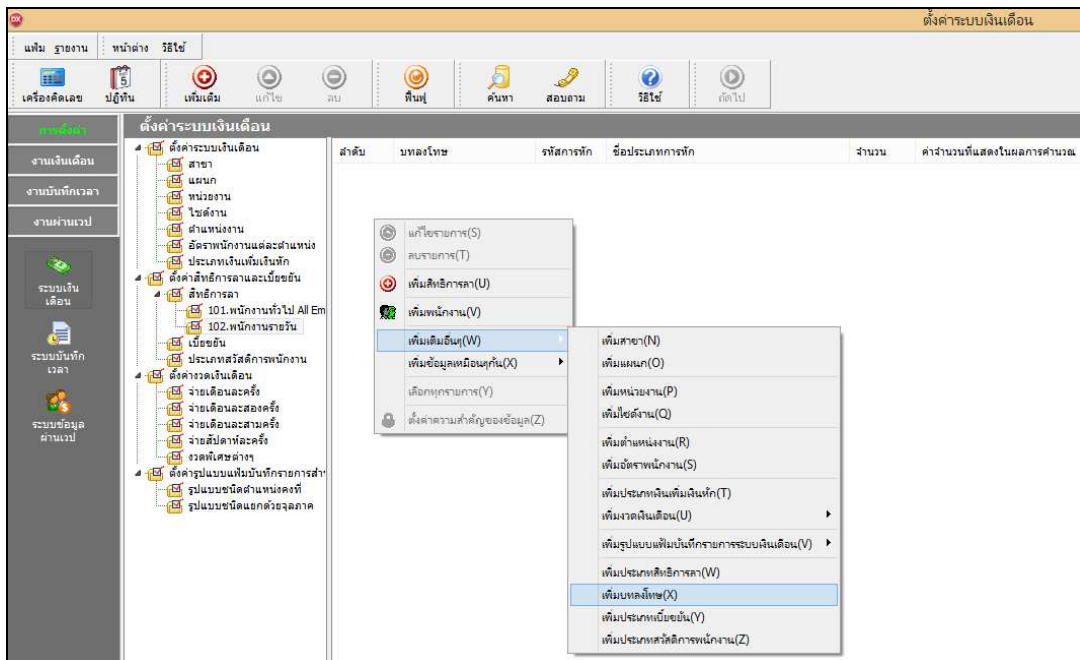 ตั้งค่าระบบเงินเดือน
แฟ้ม รายงาน หน้าต่าง วิธีใช้
เครื่องคิดเลข ปฏิทิน เพิ่มเติม แก้ไข ลบ ฟื้นฟู ค้นหา สอบถาม วิธีใช้ ถัดไป
5
การตั้งค่า
งานเงินเดือน
งานบันทึกเวลา
งานผ่านเวป
ระบบเงิน
เดือน
ระบบบันทึก
เวลา
ระบบข้อมูล
ผ่านเวป
ตั้งค่าระบบเงินเดือน
ตั้งค่าระบบเงินเดือน
สาขา
แผนก
หน่วยงาน
ไซต์งาน
ตำแหน่งงาน
อัตราพนักงานแต่ละตำแหน่ง
ประเภทเงินเพิ่มเงินหัก
ตั้งค่าสิทธิการลาและเบี้ยขยัน
สิทธิการลา
101.พนักงานทั่วไป All Em
102.พนักงานรายวัน
เบี้ยขยัน
ประเภทสวัสดิการพนักงาน
ตั้งค่างวดเงินเดือน
จ่ายเดือนละครั้ง
จ่ายเดือนละสองครั้ง
จ่ายเดือนละสามครั้ง
จ่ายสัปดาห์ละครั้ง
งวดพิเศษต่างๆ
ตั้งค่ารูปแบบแฟ้มบันทึกรายการสำ
รูปแบบชนิดตำแหน่งคงที่
รูปแบบชนิดแยกด้วยจุลภาค
ลำดับ บทลงโทษ รหัสการหัก ชื่อประเภทการหัก จำนวน ค่าจำนวนที่แสดงในผลการคำนวณ
แก้ไขรายการ(S)
ลบรายการ(T)
เพิ่มสิทธิการลา(U)
เพิ่มพนักงาน(V)
เพิ่มเติมอื่นๆ(W)
เพิ่มข้อมูลเหมือนๆกัน(X)
เลือกทุกรายการ(Y)
ตั้งค่าความสำคัญของข้อมูล(Z)
เพิ่มสาขา(N)
เพิ่มแผนก(O)
เพิ่มหน่วยงาน(P)
เพิ่มไซต์งาน(Q)
เพิ่มตำแหน่งงาน(R)
เพิ่มอัตราพนักงาน(S)
เพิ่มประเภทเงินเพิ่มเงินหัก(T)
เพิ่มงวดเงินเดือน(U)
เพิ่มรูปแบบแฟ้มบันทึกรายการระบบเงินเดือน(V)
เพิ่มประเภทสิทธิการลา(W)
เพิ่มบทลงโทษ(X)
เพิ่มประเภทเบี้ยขยัน(Y)
เพิ่มประเภทสวัสดิการพนักงาน(Z)